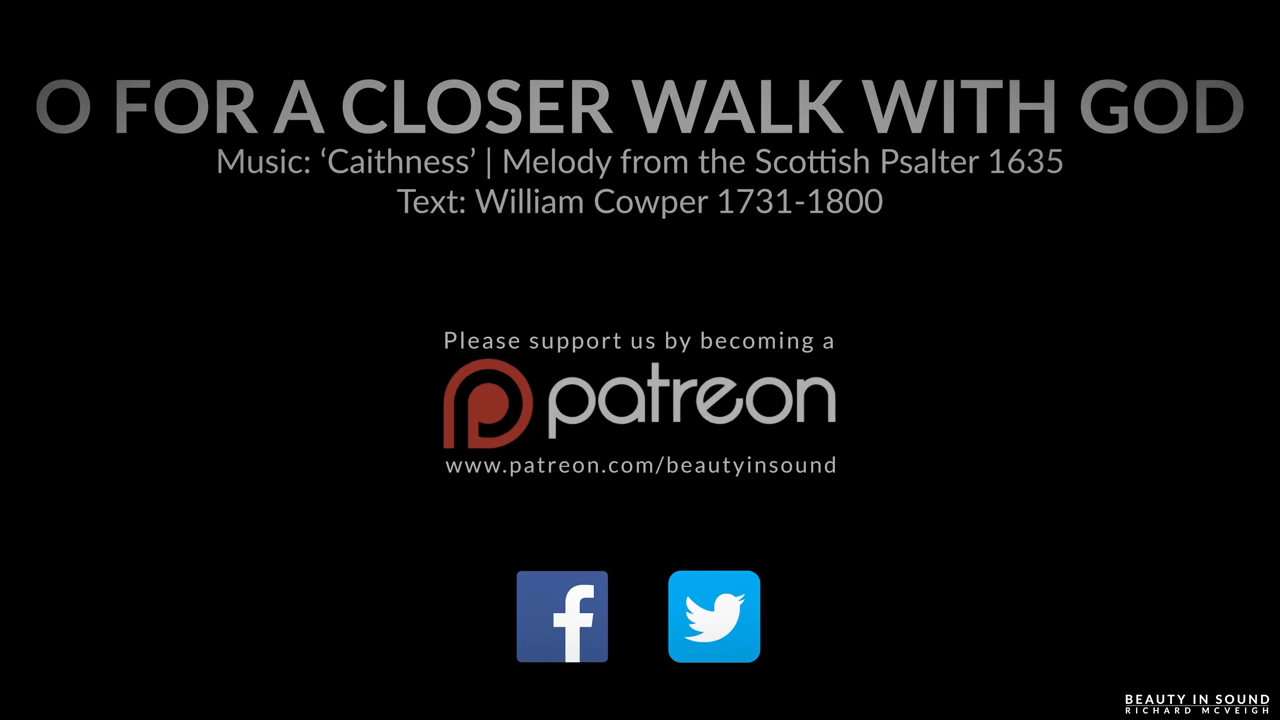 O FOR A CLOSER WALK WITH GOD
Music: ‘Caithness’ | Melody from the Scottish Psalter 1635
Text: William Cowper 1731-1800
Please support us by becoming a
patreon
www.patreon.com/beautyinsound
BEAUTY IN SOUND
RICHARD MCVEIGH